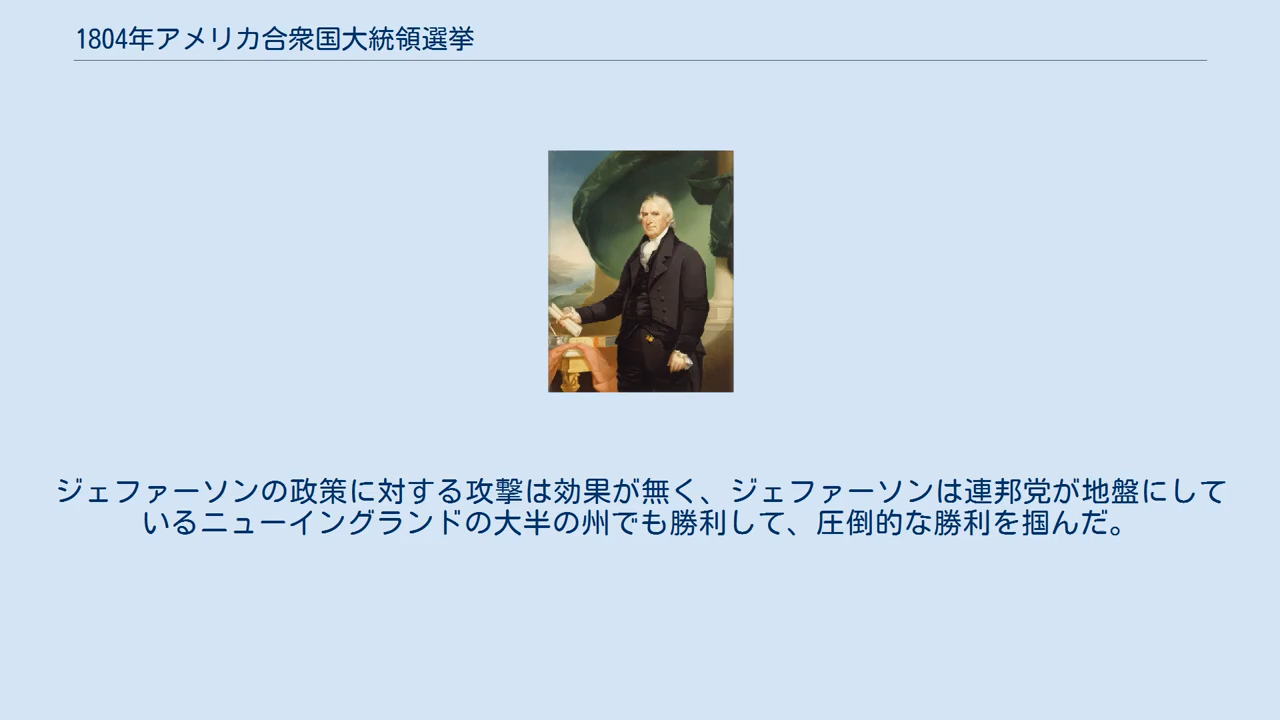 1804年アメリカ合衆国大統領選挙
ジェファーソンの政策に対する攻撃は効果が無く、ジェファーソンは連邦党が地盤にして
いるニューイングランドの大半の州でも勝利して、圧倒的な勝利を掴んだ。